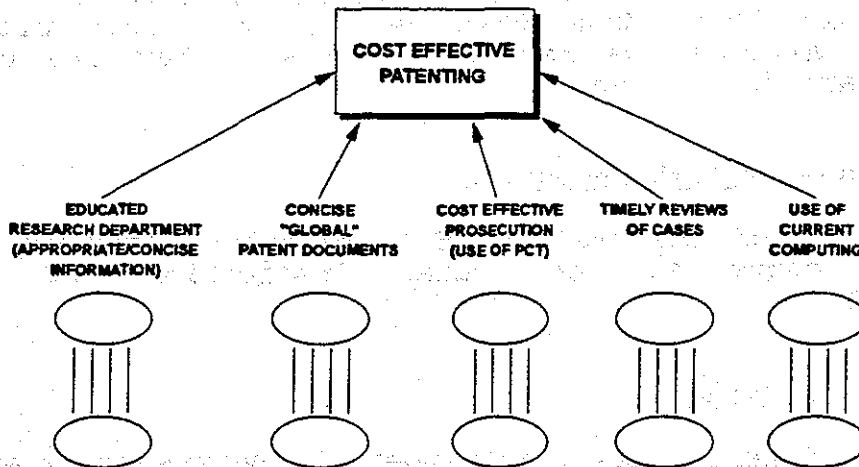 COST EFFECTIVE
PATENTING
EDUCATED
RESEARCH DEPARTMENT
(APPROPRIATE/CONCISE
INFORMATION)
CONCISE
"GLOBAL"
PATENT DOCUMENTS
COST EFFECTIVE
PROSECUTION
(USE OF PCT)
TIMELY REVIEWS
OF CASES
USE OF
CURRENT
COMPUTING